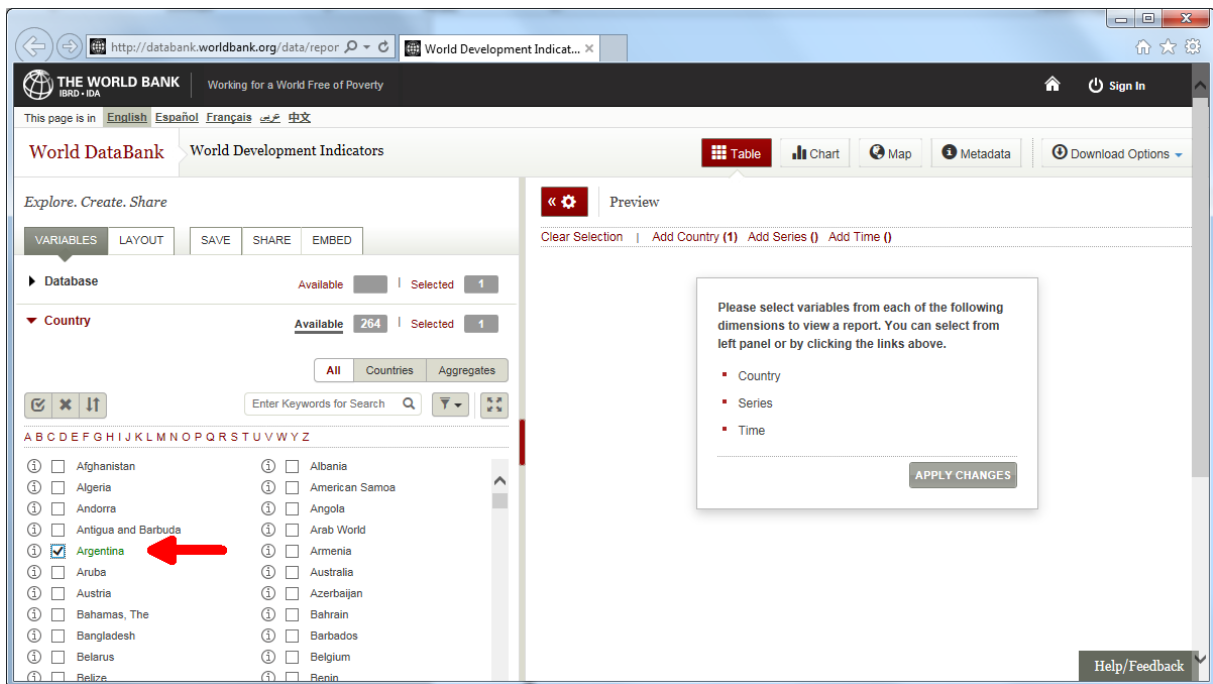 http://databank.worldbank.org/data/repor
World Development Indicat...
THE WORLD BANK
IBRD • IDA
Working for a World Free of Poverty
Sign In
This page is in English Español Français عربي 中文
World DataBank World Development Indicators
Table Chart Map Metadata Download Options
Explore. Create. Share
Preview
VARIABLES LAYOUT SAVE SHARE EMBED
Clear Selection | Add Country (1) Add Series () Add Time ()
Database Available | Selected 1
Country Available 264 | Selected 1
All Countries Aggregates
Enter Keywords for Search
A B C D E F G H I J K L M N O P Q R S T U V W Y Z
Afghanistan Albania
Algeria American Samoa
Andorra Angola
Antigua and Barbuda Arab World
Argentina Armenia
Aruba Australia
Austria Azerbaijan
Bahamas, The Bahrain
Bangladesh Barbados
Belarus Belgium
Belize Benin
Please select variables from each of the following
dimensions to view a report. You can select from
left panel or by clicking the links above.
Country
Series
Time
APPLY CHANGES
Help/Feedback